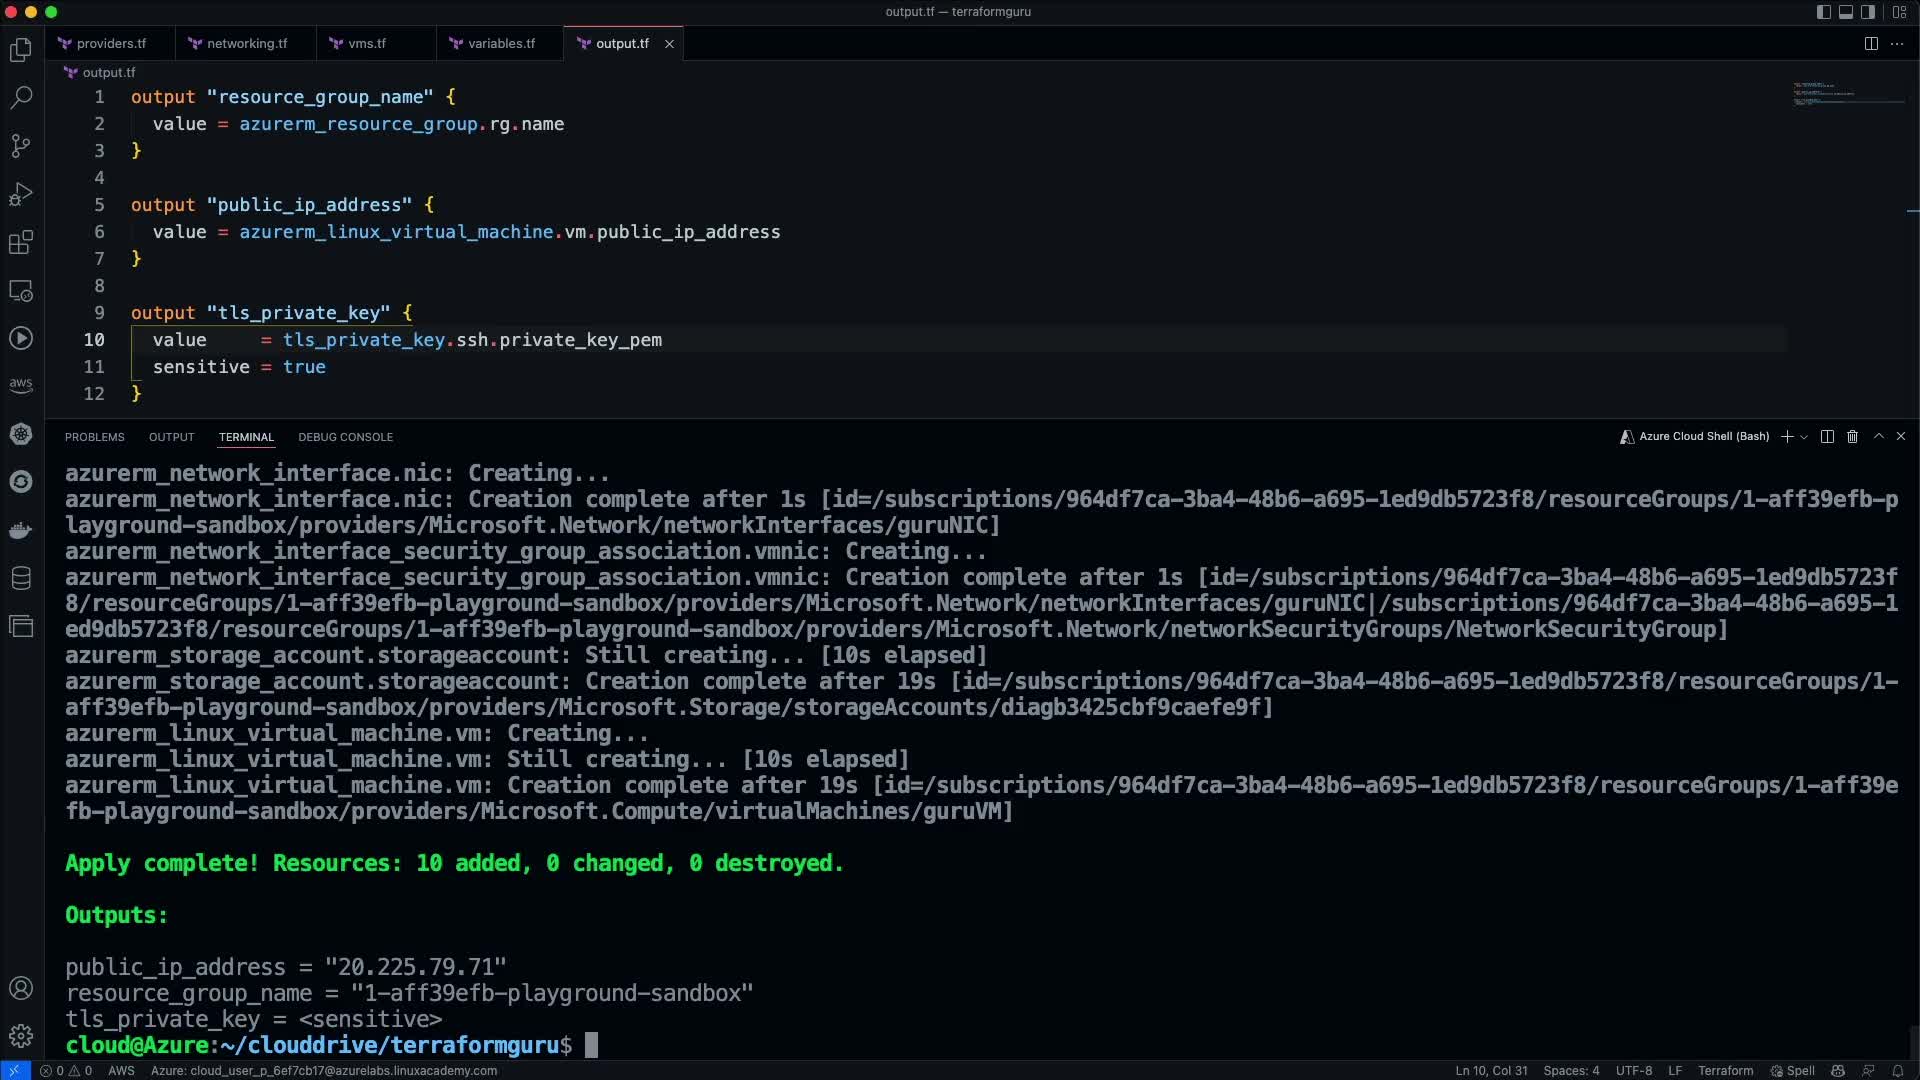 output.tf — terraformguru
providers.tf
networking.tf
vms.tf
variables.tf
output.tf
output.tf
1 output "resource_group_name" {
2   value = azurerm_resource_group.rg.name
3 }
4
5 output "public_ip_address" {
6   value = azurerm_linux_virtual_machine.vm.public_ip_address
7 }
8
9 output "tls_private_key" {
10   value     = tls_private_key.ssh.private_key_pem
11   sensitive = true
12 }
aws
PROBLEMS OUTPUT TERMINAL DEBUG CONSOLE Azure Cloud Shell (Bash)
azurerm_network_interface.nic: Creating...
azurerm_network_interface.nic: Creation complete after 1s [id=/subscriptions/964df7ca-3ba4-48b6-a695-1ed9db5723f8/resourceGroups/1-aff39efb-p
layground-sandbox/providers/Microsoft.Network/networkInterfaces/guruNIC]
azurerm_network_interface_security_group_association.vmnic: Creating...
azurerm_network_interface_security_group_association.vmnic: Creation complete after 1s [id=/subscriptions/964df7ca-3ba4-48b6-a695-1ed9db5723f
8/resourceGroups/1-aff39efb-playground-sandbox/providers/Microsoft.Network/networkInterfaces/guruNIC|/subscriptions/964df7ca-3ba4-48b6-a695-1
ed9db5723f8/resourceGroups/1-aff39efb-playground-sandbox/providers/Microsoft.Network/networkSecurityGroups/NetworkSecurityGroup]
azurerm_storage_account.storageaccount: Still creating... [10s elapsed]
azurerm_storage_account.storageaccount: Creation complete after 19s [id=/subscriptions/964df7ca-3ba4-48b6-a695-1ed9db5723f8/resourceGroups/1-
aff39efb-playground-sandbox/providers/Microsoft.Storage/storageAccounts/diagb3425cbf9caefe9f]
azurerm_linux_virtual_machine.vm: Creating...
azurerm_linux_virtual_machine.vm: Still creating... [10s elapsed]
azurerm_linux_virtual_machine.vm: Creation complete after 19s [id=/subscriptions/964df7ca-3ba4-48b6-a695-1ed9db5723f8/resourceGroups/1-aff39e
fb-playground-sandbox/providers/Microsoft.Compute/virtualMachines/guruVM]
Apply complete! Resources: 10 added, 0 changed, 0 destroyed.
Outputs:
public_ip_address = "20.225.79.71"
resource_group_name = "1-aff39efb-playground-sandbox"
tls_private_key = <sensitive>
cloud@Azure:~/clouddrive/terraformguru$
0 0 AWS Azure: cloud_user_p_6ef7cb17@azurelabs.linuxacademy.com Ln 10, Col 31 Spaces: 4 UTF-8 LF Terraform Spell